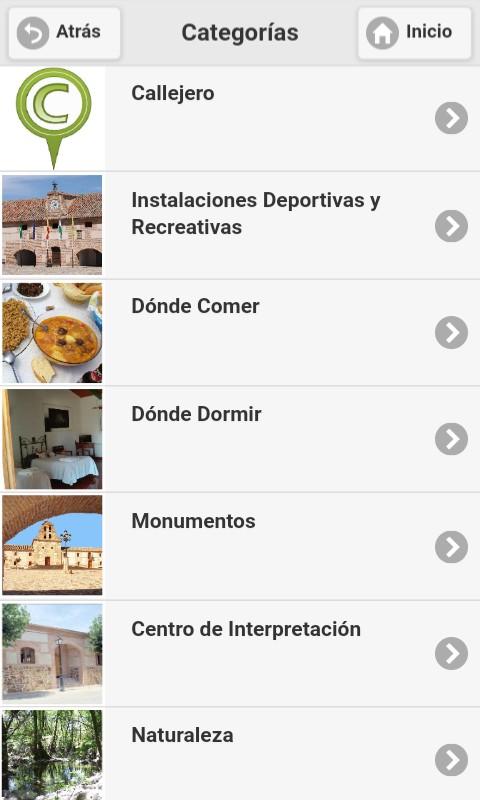 Atrás
Categorías
Inicio
C
Callejero
Instalaciones Deportivas y
Recreativas
Dónde Comer
Dónde Dormir
Monumentos
Centro de Interpretación
Naturaleza